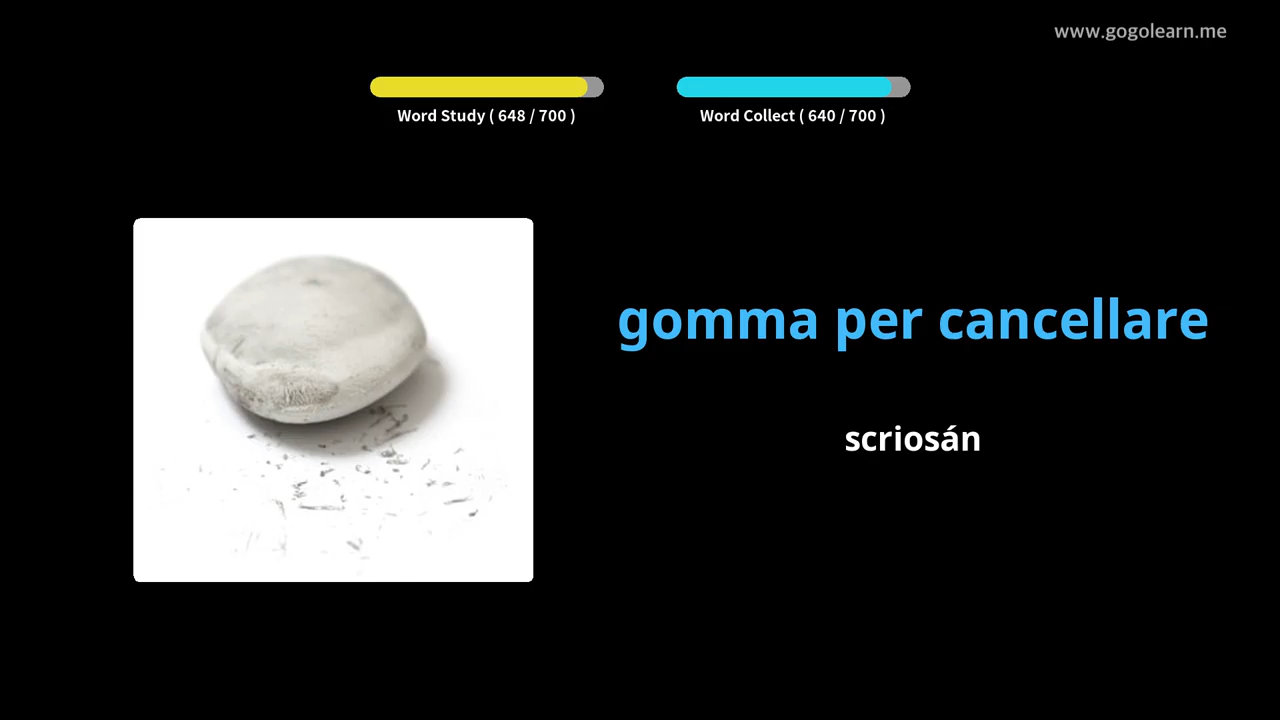 www.gogolearn.me
Word Study ( 648 / 700 )
Word Collect ( 640 / 700 )
gomma per cancellare
scriosán